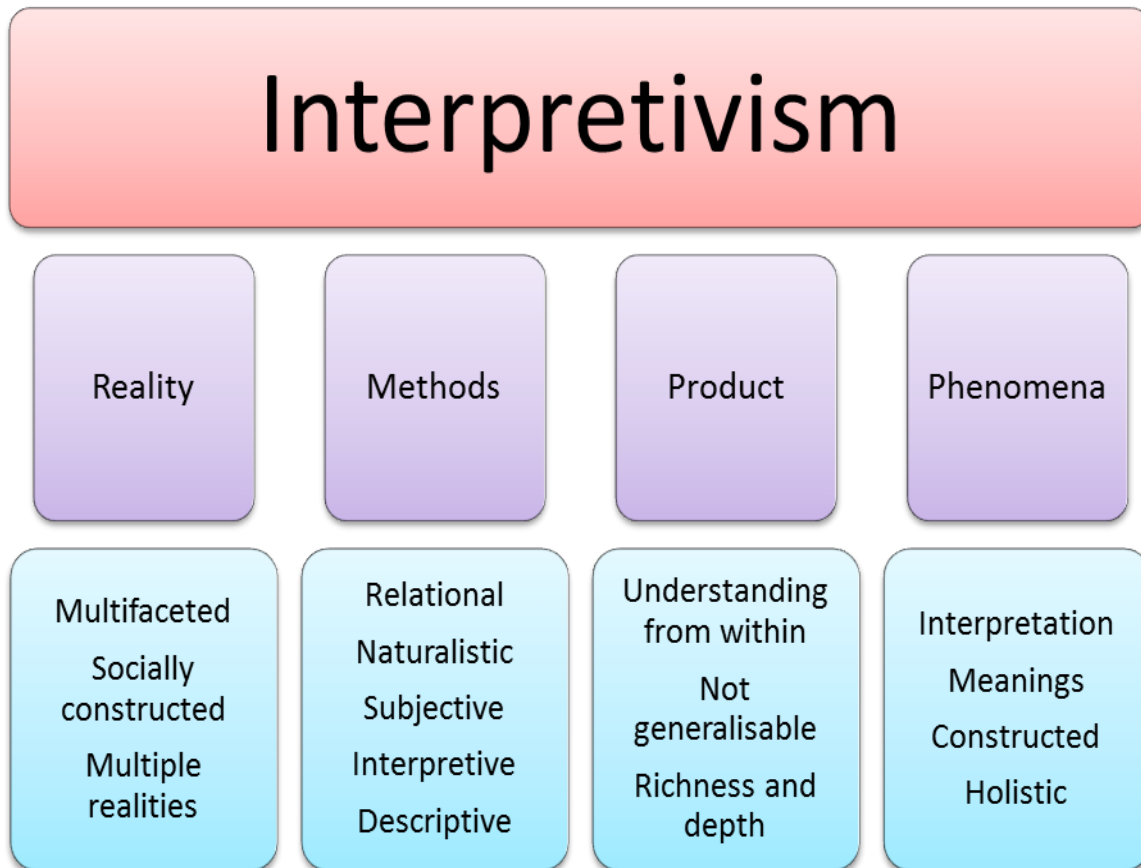 Interpretivism
Reality
Methods
Product
Phenomena
Multifaceted
Socially
constructed
Multiple
realities
Relational
Naturalistic
Subjective
Interpretive
Descriptive
Understanding
from within
Not
generalisable
Richness and
depth
Interpretation
Meanings
Constructed
Holistic